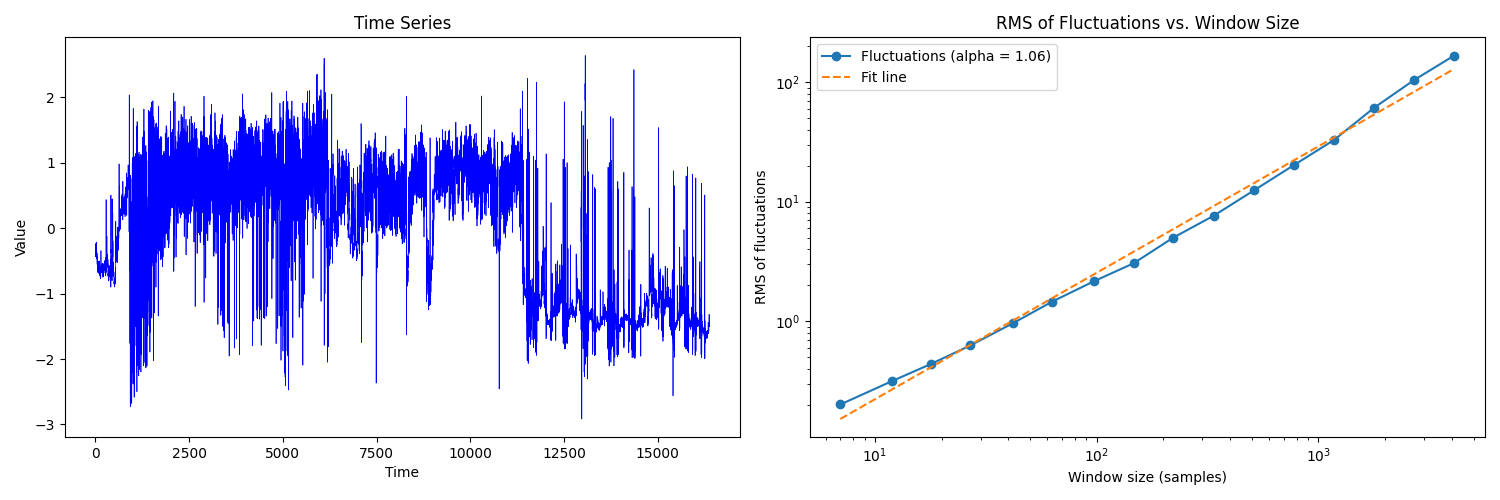 Time Series
Value
2
1
0
−1
−2
−3
0 2500 5000 7500 10000 12500 15000
Time
RMS of Fluctuations vs. Window Size
Fluctuations (alpha = 1.06)
Fit line
RMS of fluctuations
10²
10¹
10⁰
10¹ 10² 10³
Window size (samples)